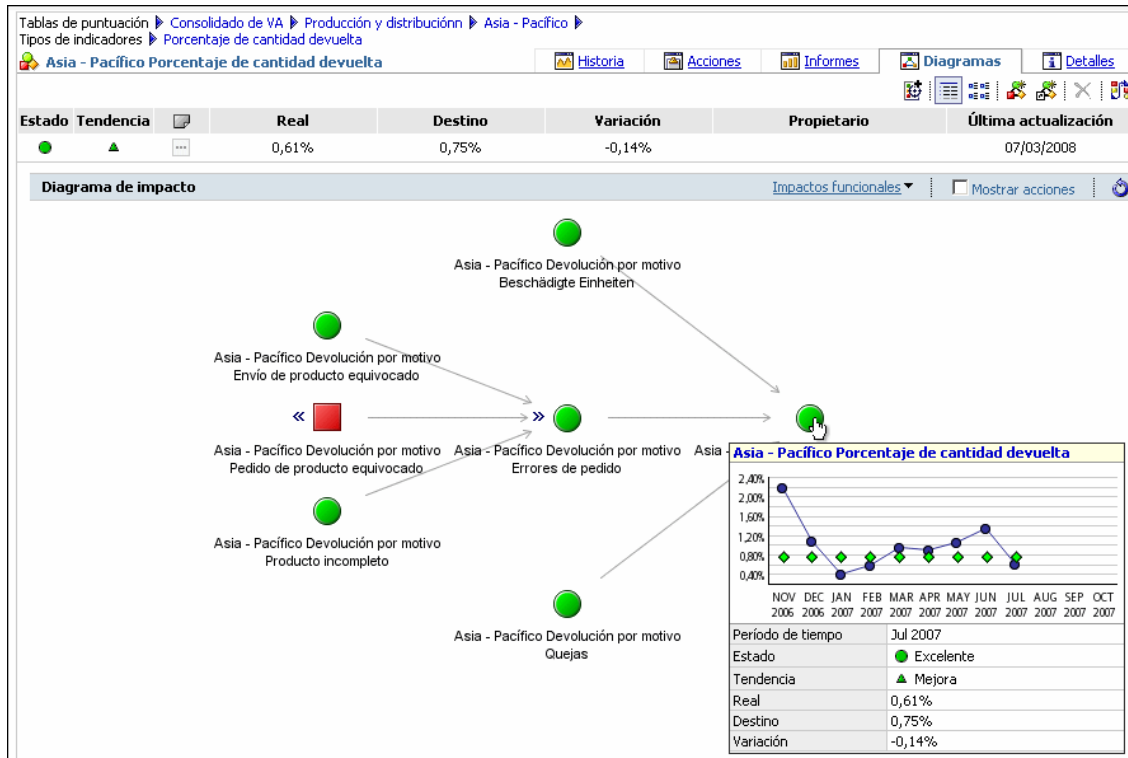 Tablas de puntuación Consolidado de VA Producción y distribuciónn Asia - Pacífico
Tipos de indicadores Porcentaje de cantidad devuelta
Asia - Pacífico Porcentaje de cantidad devuelta Historia Acciones Informes Diagramas Detalles
Estado Tendencia Real Destino Variación Propietario Última actualización
0,61% 0,75% -0,14% 07/03/2008
Diagrama de impacto Impactos funcionales Mostrar acciones
Asia - Pacífico Devolución por motivo
Beschädigte Einheiten
Asia - Pacífico Devolución por motivo
Envío de producto equivocado
« »
Asia - Pacífico Devolución por motivo Asia - Pacífico Devolución por motivo Asia -
Pedido de producto equivocado Errores de pedido
Asia - Pacífico Devolución por motivo
Producto incompleto
Asia - Pacífico Devolución por motivo
Quejas
Asia - Pacífico Porcentaje de cantidad devuelta
2,40%
2,00%
1,60%
1,20%
0,80%
0,40%
NOV DEC JAN FEB MAR APR MAY JUN JUL AUG SEP OCT
2006 2006 2007 2007 2007 2007 2007 2007 2007 2007 2007 2007
Período de tiempo Jul 2007
Estado Excelente
Tendencia Mejora
Real 0,61%
Destino 0,75%
Variación -0,14%